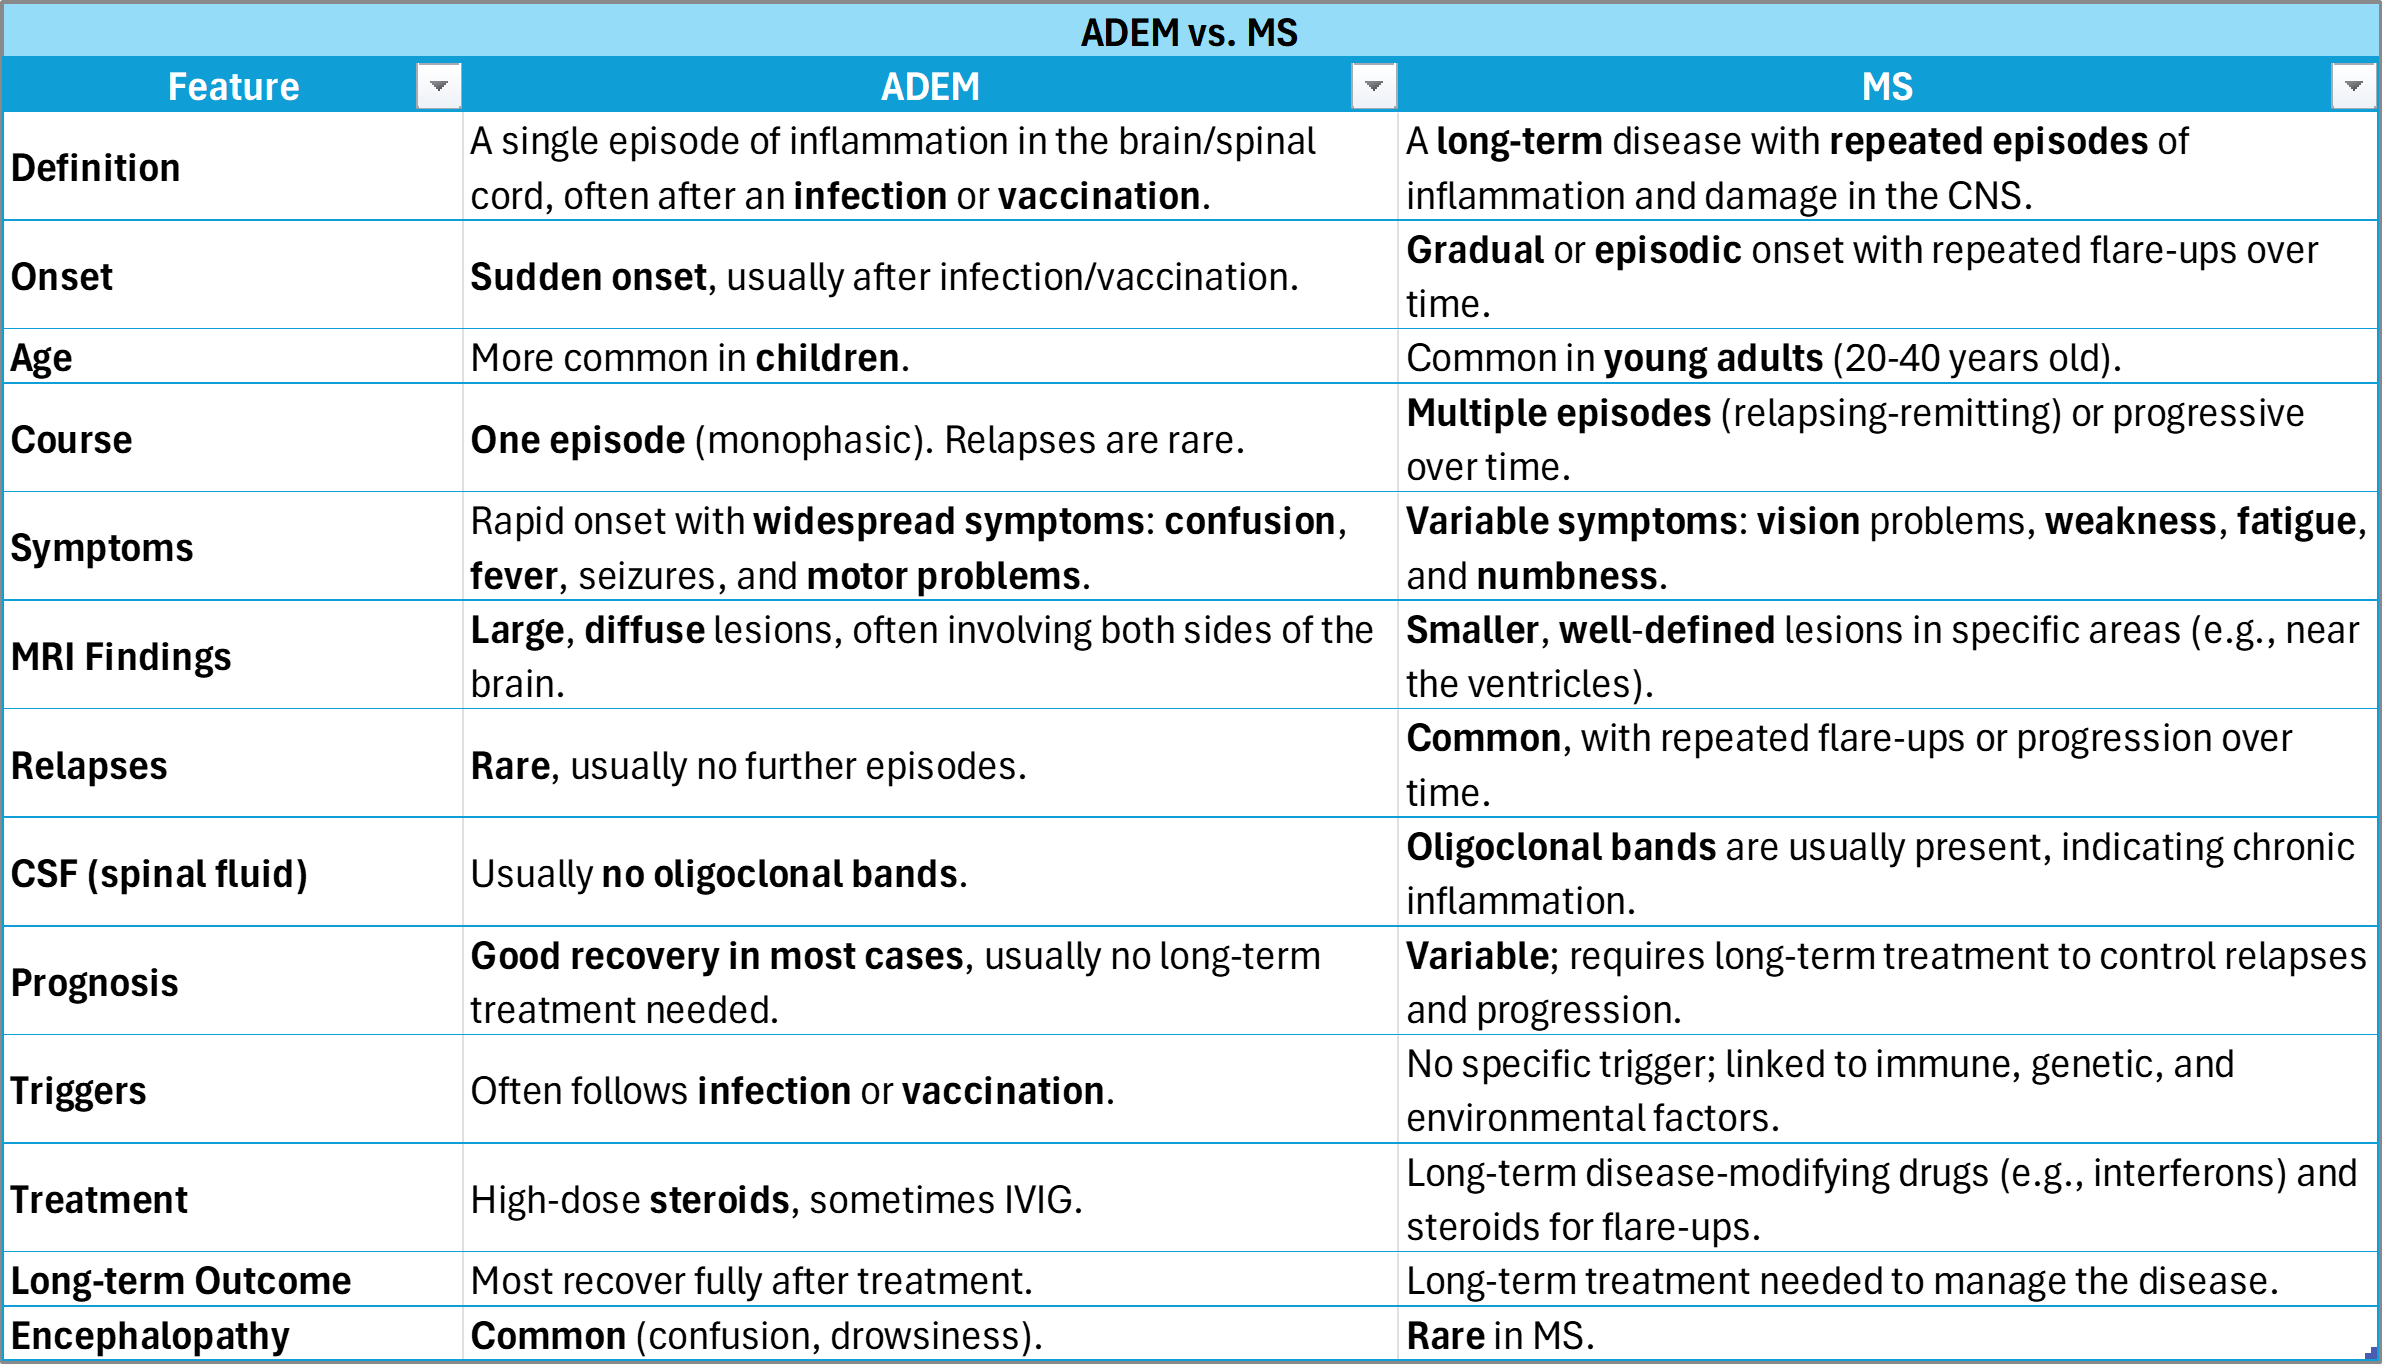 ADEM vs. MS
Feature
ADEM
MS
Definition
A single episode of inflammation in the brain/spinal
cord, often after an infection or vaccination.
A long-term disease with repeated episodes of
inflammation and damage in the CNS.
Onset
Sudden onset, usually after infection/vaccination.
Gradual or episodic onset with repeated flare-ups over
time.
Age
More common in children.
Common in young adults (20-40 years old).
Course
One episode (monophasic). Relapses are rare.
Multiple episodes (relapsing-remitting) or progressive
over time.
Symptoms
Rapid onset with widespread symptoms: confusion,
fever, seizures, and motor problems.
Variable symptoms: vision problems, weakness, fatigue,
and numbness.
MRI Findings
Large, diffuse lesions, often involving both sides of the
brain.
Smaller, well-defined lesions in specific areas (e.g., near
the ventricles).
Relapses
Rare, usually no further episodes.
Common, with repeated flare-ups or progression over
time.
CSF (spinal fluid)
Usually no oligoclonal bands.
Oligoclonal bands are usually present, indicating chronic
inflammation.
Prognosis
Good recovery in most cases, usually no long-term
treatment needed.
Variable; requires long-term treatment to control relapses
and progression.
Triggers
Often follows infection or vaccination.
No specific trigger; linked to immune, genetic, and
environmental factors.
Treatment
High-dose steroids, sometimes IVIG.
Long-term disease-modifying drugs (e.g., interferons) and
steroids for flare-ups.
Long-term Outcome
Most recover fully after treatment.
Long-term treatment needed to manage the disease.
Encephalopathy
Common (confusion, drowsiness).
Rare in MS.